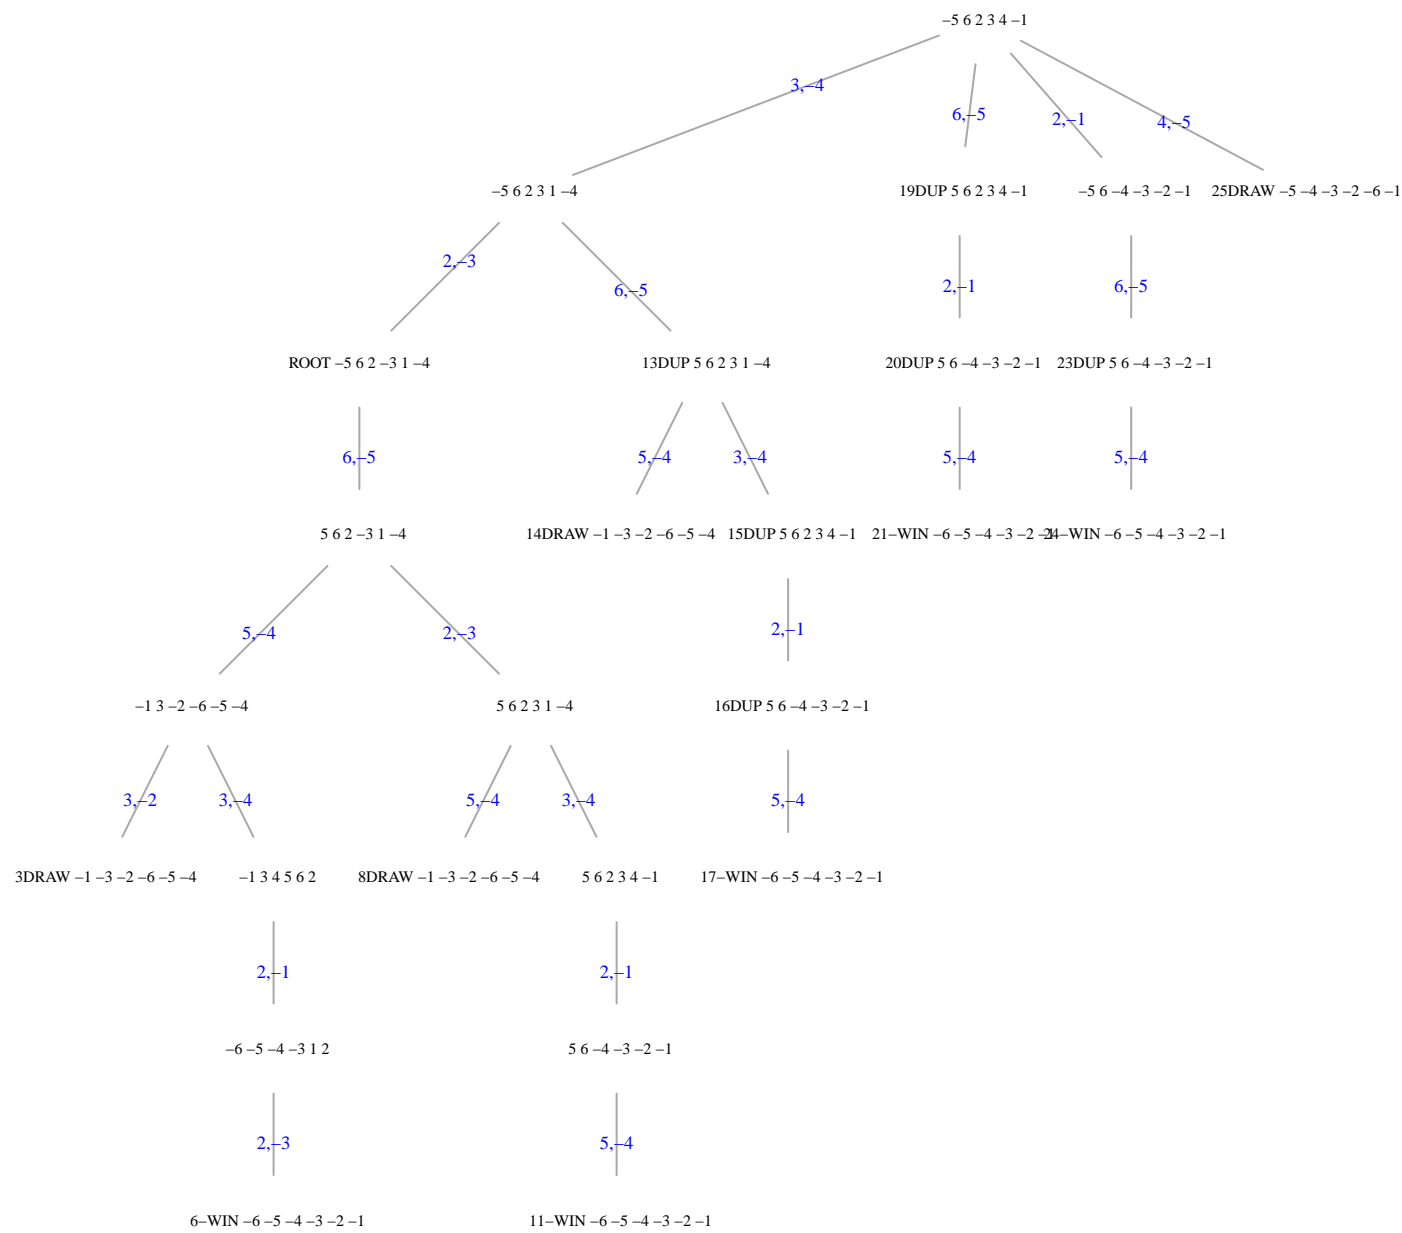 –5 6 2 3 4 –1
3,–4
6,–5
2,–1
4,–5
–5 6 2 3 1 –4
19DUP 5 6 2 3 4 –1
–5 6 –4 –3 –2 –1
25DRAW –5 –4 –3 –2 –6 –1
2,–3
6,–5
2,–1
6,–5
ROOT –5 6 2 –3 1 –4
13DUP 5 6 2 3 1 –4
20DUP 5 6 –4 –3 –2 –1
23DUP 5 6 –4 –3 –2 –1
6,–5
5,–4
3,–4
5,–4
5,–4
5 6 2 –3 1 –4
14DRAW –1 –3 –2 –6 –5 –4
15DUP 5 6 2 3 4 –1
21–WIN –6 –5 –4 –3 –2 –1
24–WIN –6 –5 –4 –3 –2 –1
5,–4
2,–3
2,–1
–1 3 –2 –6 –5 –4
5 6 2 3 1 –4
16DUP 5 6 –4 –3 –2 –1
3,–2
3,–4
5,–4
3,–4
5,–4
3DRAW –1 –3 –2 –6 –5 –4
–1 3 4 5 6 2
8DRAW –1 –3 –2 –6 –5 –4
5 6 2 3 4 –1
17–WIN –6 –5 –4 –3 –2 –1
2,–1
2,–1
–6 –5 –4 –3 1 2
5 6 –4 –3 –2 –1
2,–3
5,–4
6–WIN –6 –5 –4 –3 –2 –1
11–WIN –6 –5 –4 –3 –2 –1